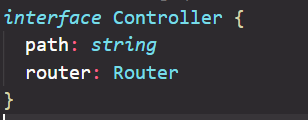 interface Controller {
  path: string
  router: Router
}